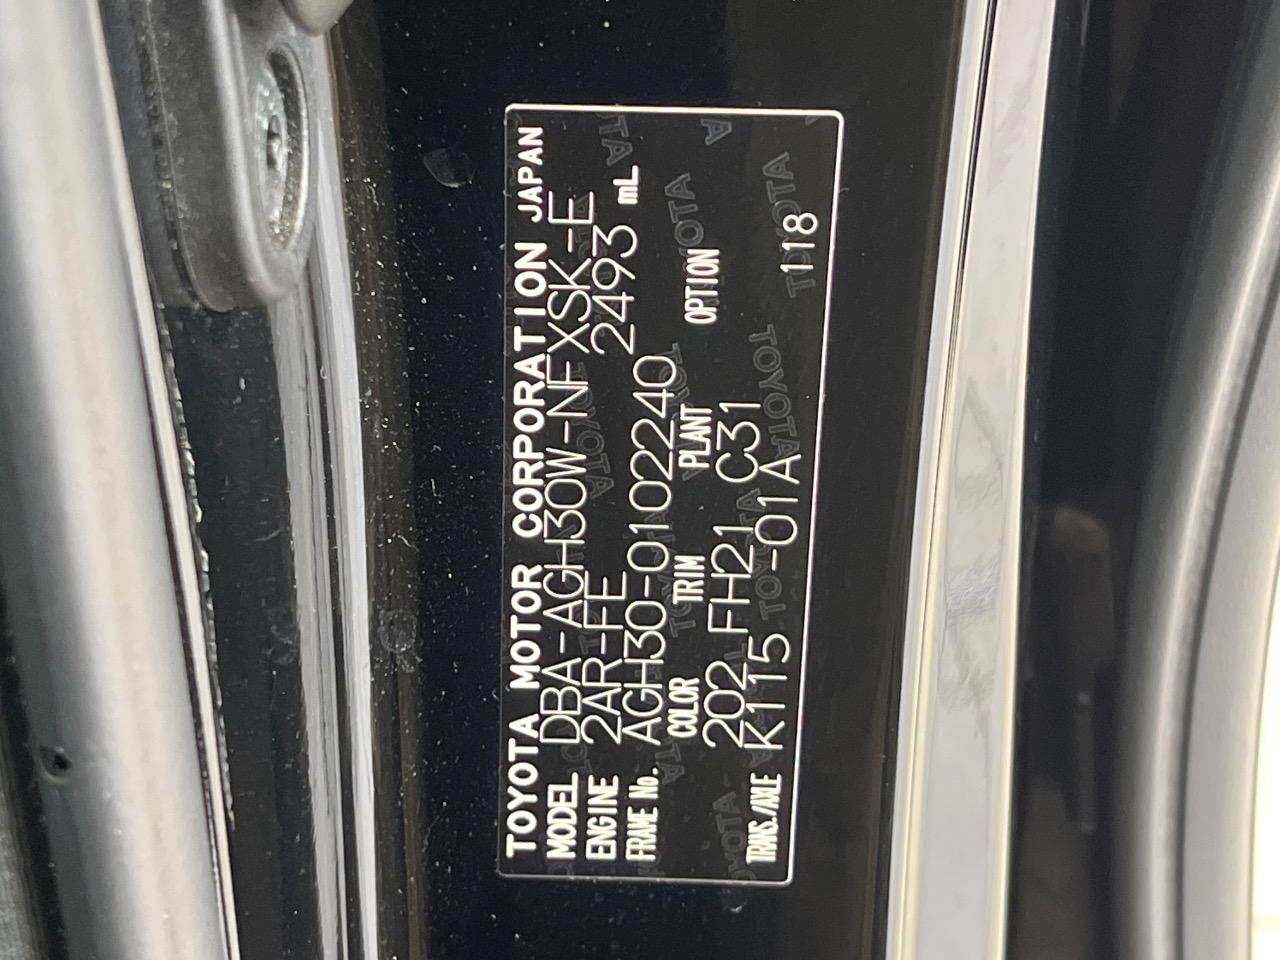 TOYOTA MOTOR CORPORATION JAPAN
MODEL DBA-AGH30W-NFXSK-E
ENGINE 2AR-FE 2493 mL
FRAME No. AGH30-0102240
COLOR TRIM PLANT OPTION
202 FH21 C31
TRANS./AXLE K115 -01A 118